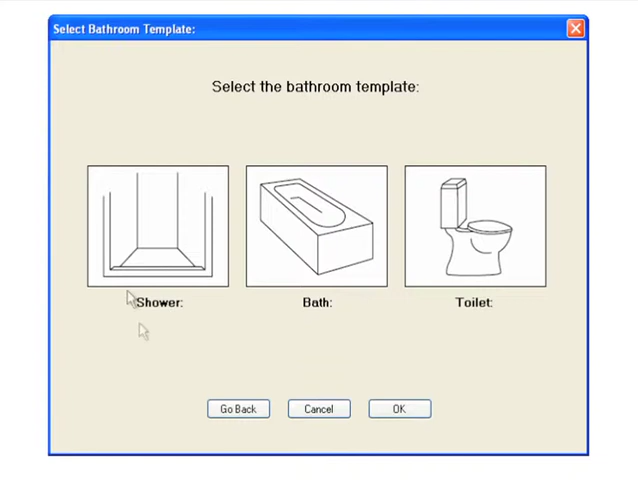 Select Bathroom Template:
Select the bathroom template:
Shower:
Bath:
Toilet:
Go Back
Cancel
OK